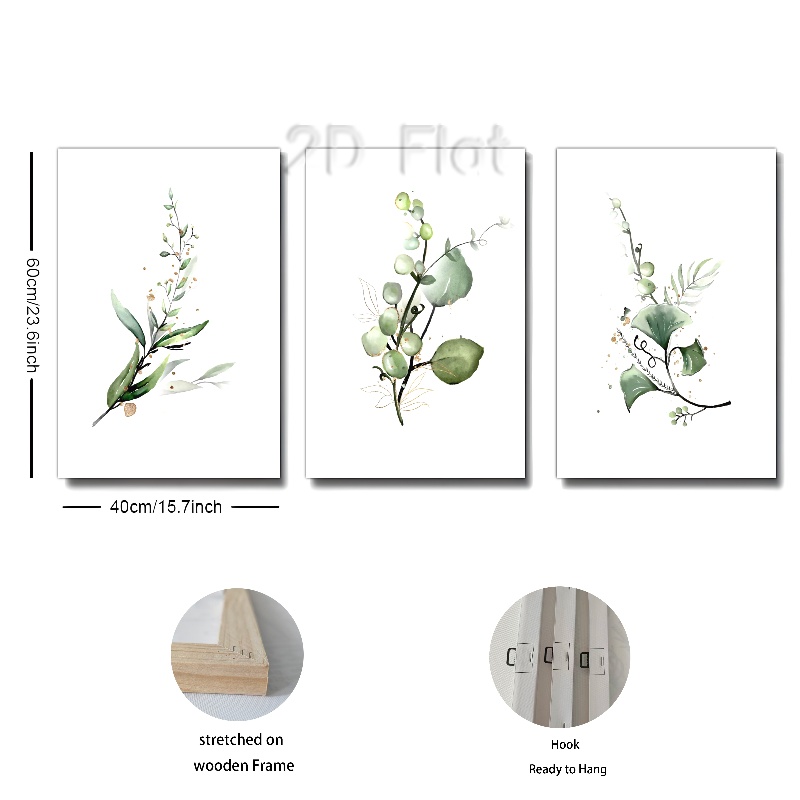 2D Flat
60cm/23.6inch
40cm/15.7inch
stretched on
wooden Frame
Hook
Ready to Hang